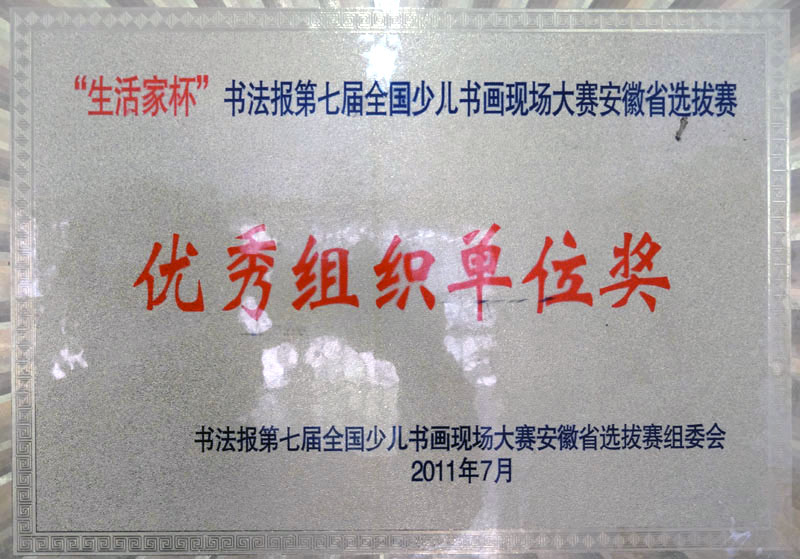 “生活家杯”书法报第七届全国少儿书画现场大赛安徽省选拔赛
优秀组织单位奖
书法报第七届全国少儿书画现场大赛安徽省选拔赛组委会
2011年7月